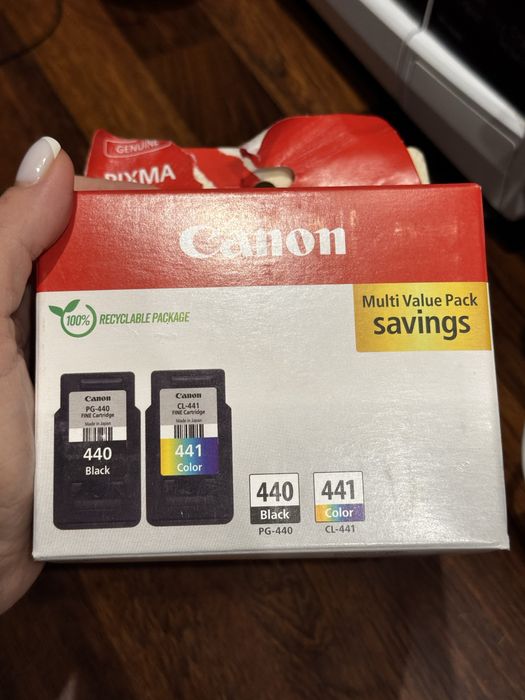 GENUINE
PIXMA
Canon
Multi Value Pack
savings
100%
RECYCLABLE PACKAGE
Canon
PG-440
FINE Cartridge
Made in Japan
440
Black
Canon
CL-441
FINE Cartridge
Made in Japan
441
Color
440
Black
PG-440
441
Color
CL-441